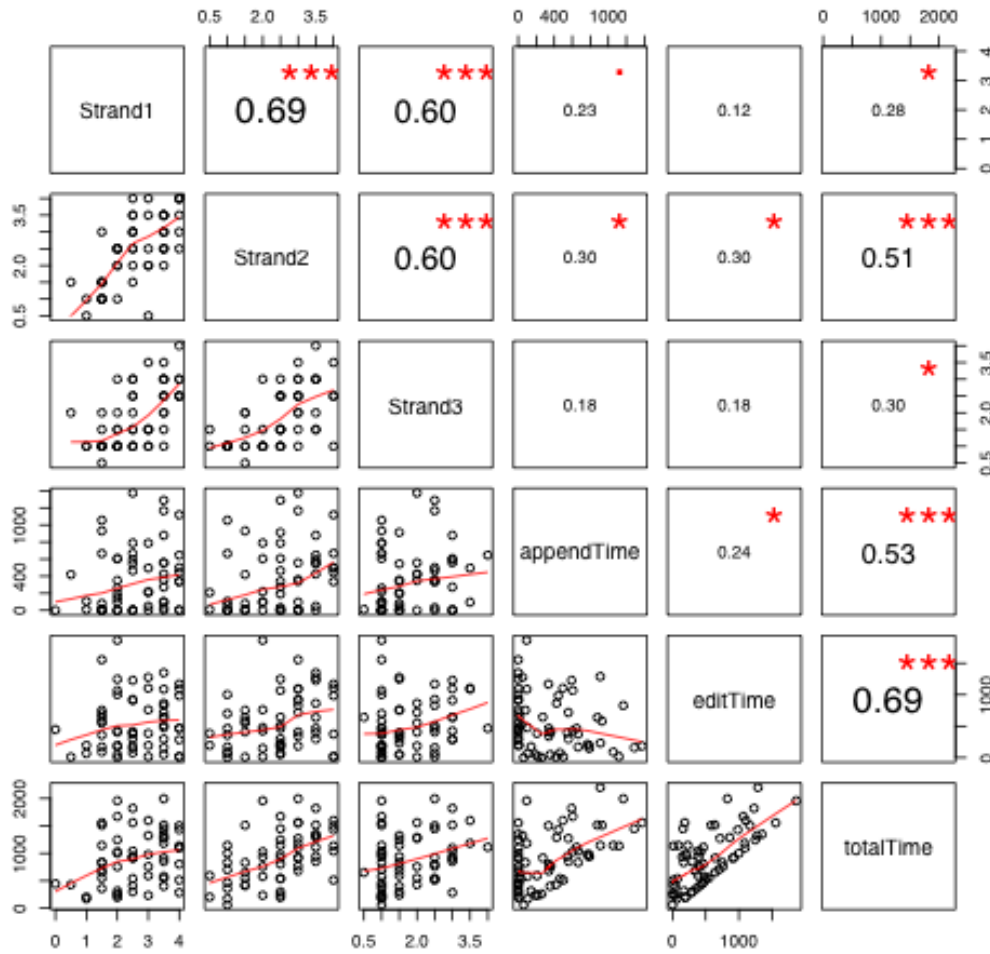 0.5 2.0 3.5 0 400 1000 0 1000 2000
Strand1 *** 0.69 *** 0.60 . 0.23 0.12 * 0.28 0 1 2 3 4
0.5 2.0 3.5 Strand2 *** 0.60 * 0.30 * 0.30 *** 0.51
Strand3 0.18 0.18 * 0.30 0.5 2.0 3.5
0 400 1000 appendTime * 0.24 *** 0.53
editTime *** 0.69 0 1000
0 1000 2000 totalTime
0 1 2 3 4 0.5 3.5 0 1000